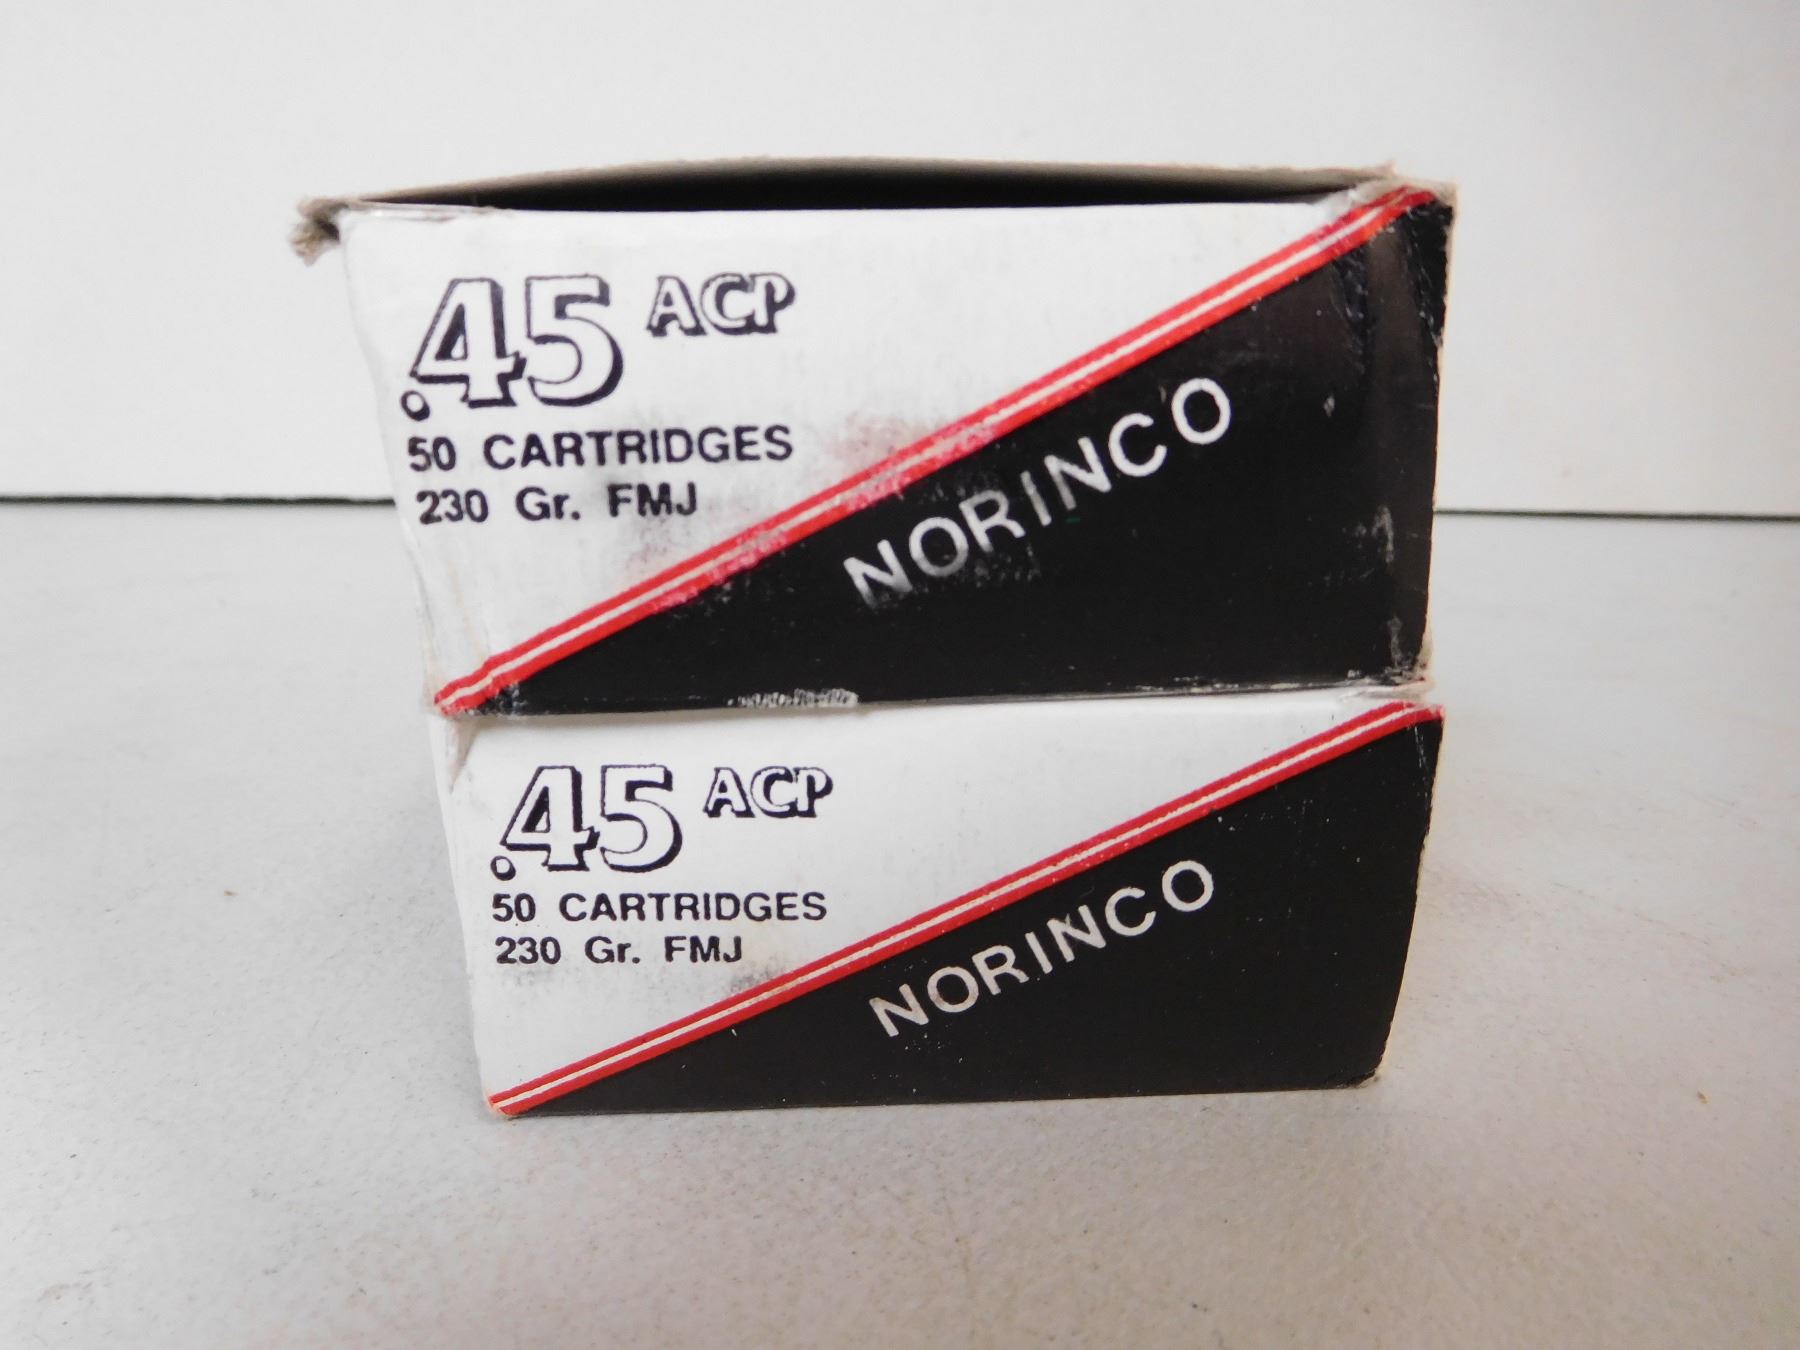 .45 ACP
50 CARTRIDGES
230 Gr. FMJ
NORINCO
.45 ACP
50 CARTRIDGES
230 Gr. FMJ
NORINCO